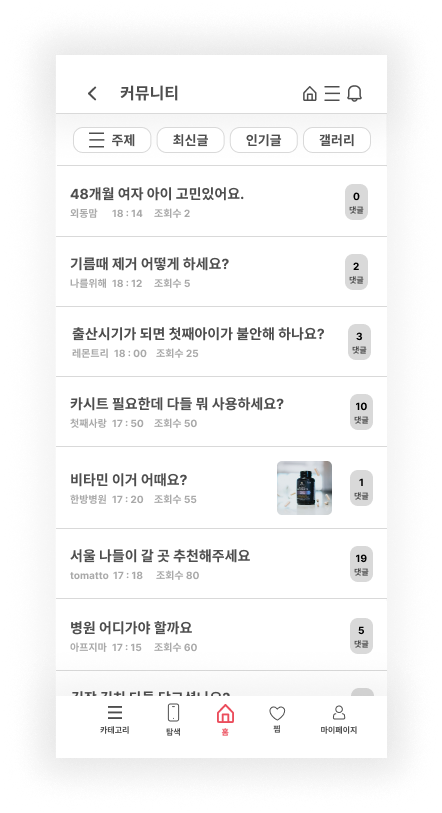 커뮤니티
주제 최신글 인기글 갤러리
48개월 여자 아이 고민있어요.
외동맘 18 : 14 조회수 2
0
댓글
기름때 제거 어떻게 하세요?
나를위해 18 : 12 조회수 5
2
댓글
출산시기가 되면 첫째아이가 불안해 하나요?
레몬트리 18 : 00 조회수 25
3
댓글
카시트 필요한데 다들 뭐 사용하세요?
첫째사랑 17 : 50 조회수 50
10
댓글
비타민 이거 어때요?
한방병원 17 : 20 조회수 55
1
댓글
서울 나들이 갈 곳 추천해주세요
tomatto 17 : 18 조회수 80
19
댓글
병원 어디가야 할까요
아프지마 17 : 15 조회수 60
5
댓글
카테고리 탐색 홈 찜 마이페이지